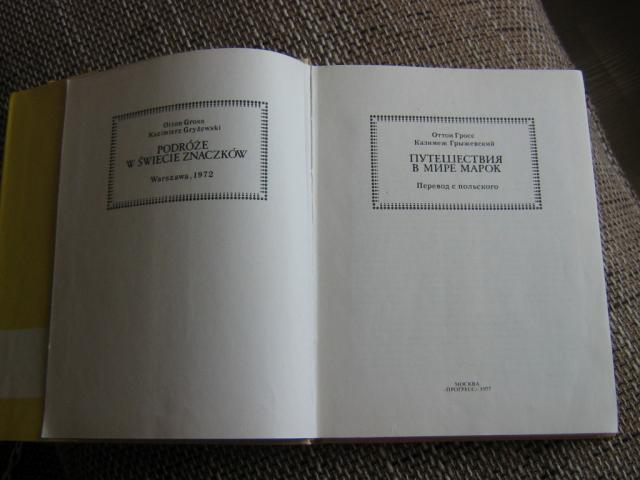 Otton Gross
Kazimierz Gryżewski
PODRÓŻE
W ŚWIECIE ZNACZKÓW
Warszawa, 1972
Оттон Гросс
Казимеж Грыжевский
ПУТЕШЕСТВИЯ
В МИРЕ МАРОК
Перевод с польского
МОСКВА
«ПРОГРЕСС» 1977